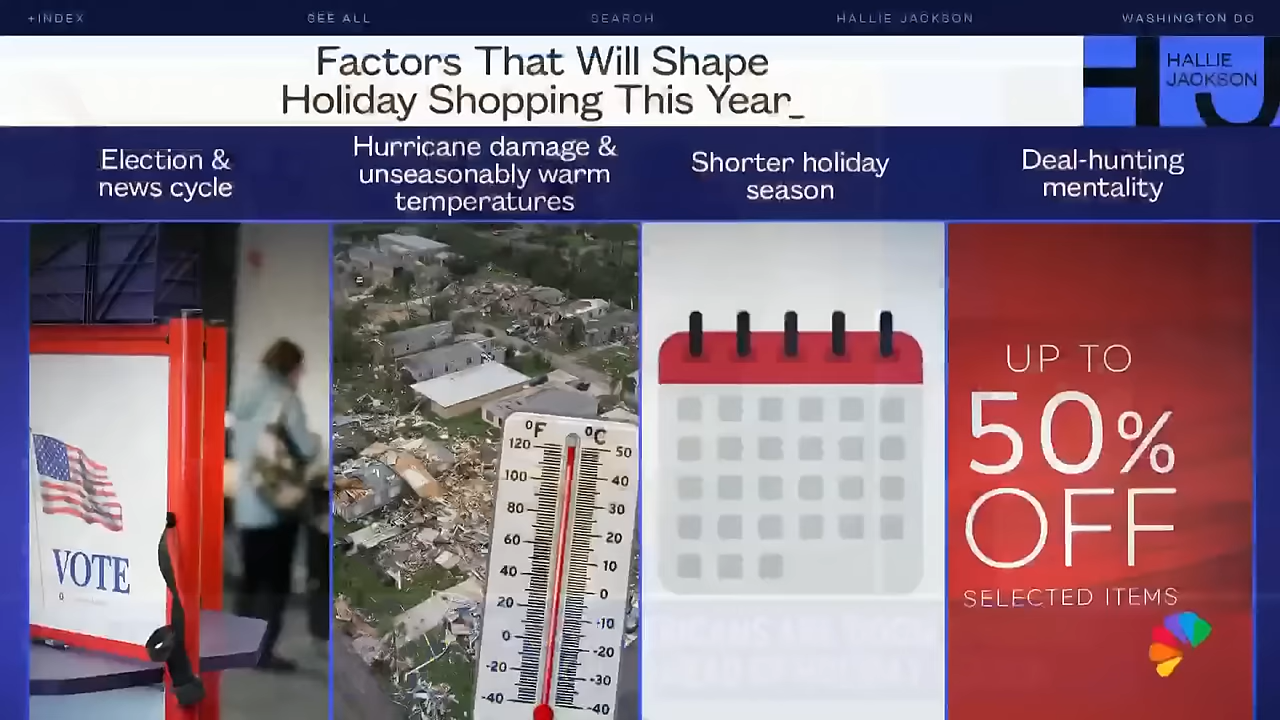 +INDEX
SEE ALL
SEARCH
HALLIE JACKSON
WASHINGTON DC
Factors That Will Shape
Holiday Shopping This Year_
HALLIE
JACKSON
Election &
news cycle
Hurricane damage &
unseasonably warm
temperatures
Shorter holiday
season
Deal-hunting
mentality
VOTE
°F °C
120 50
100 40
80 30
60 20
40 10
20 0
0 -10
-20 -20
-40 -30
-40
UP TO
50%
OFF
SELECTED ITEMS